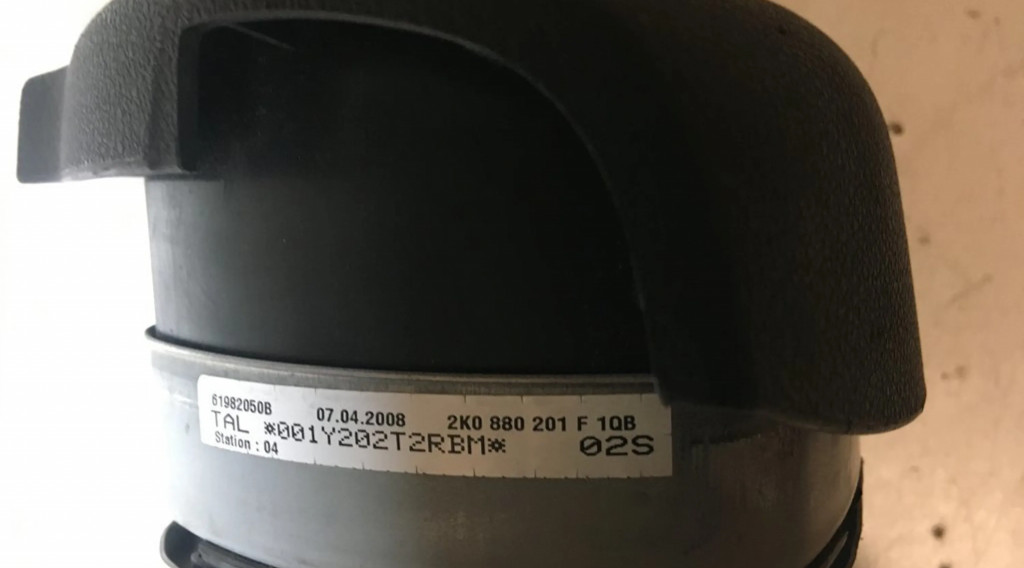 61982050B 07.04.2008 2K0 880 201 F 1QB
TAL *001Y202T2RBM* 02S
Station : 04